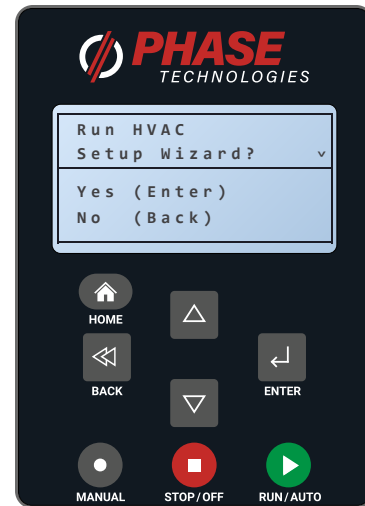 PHASE
TECHNOLOGIES
Run HVAC
Setup Wizard?
Yes (Enter)
No (Back)
HOME
BACK
ENTER
MANUAL
STOP/OFF
RUN/AUTO